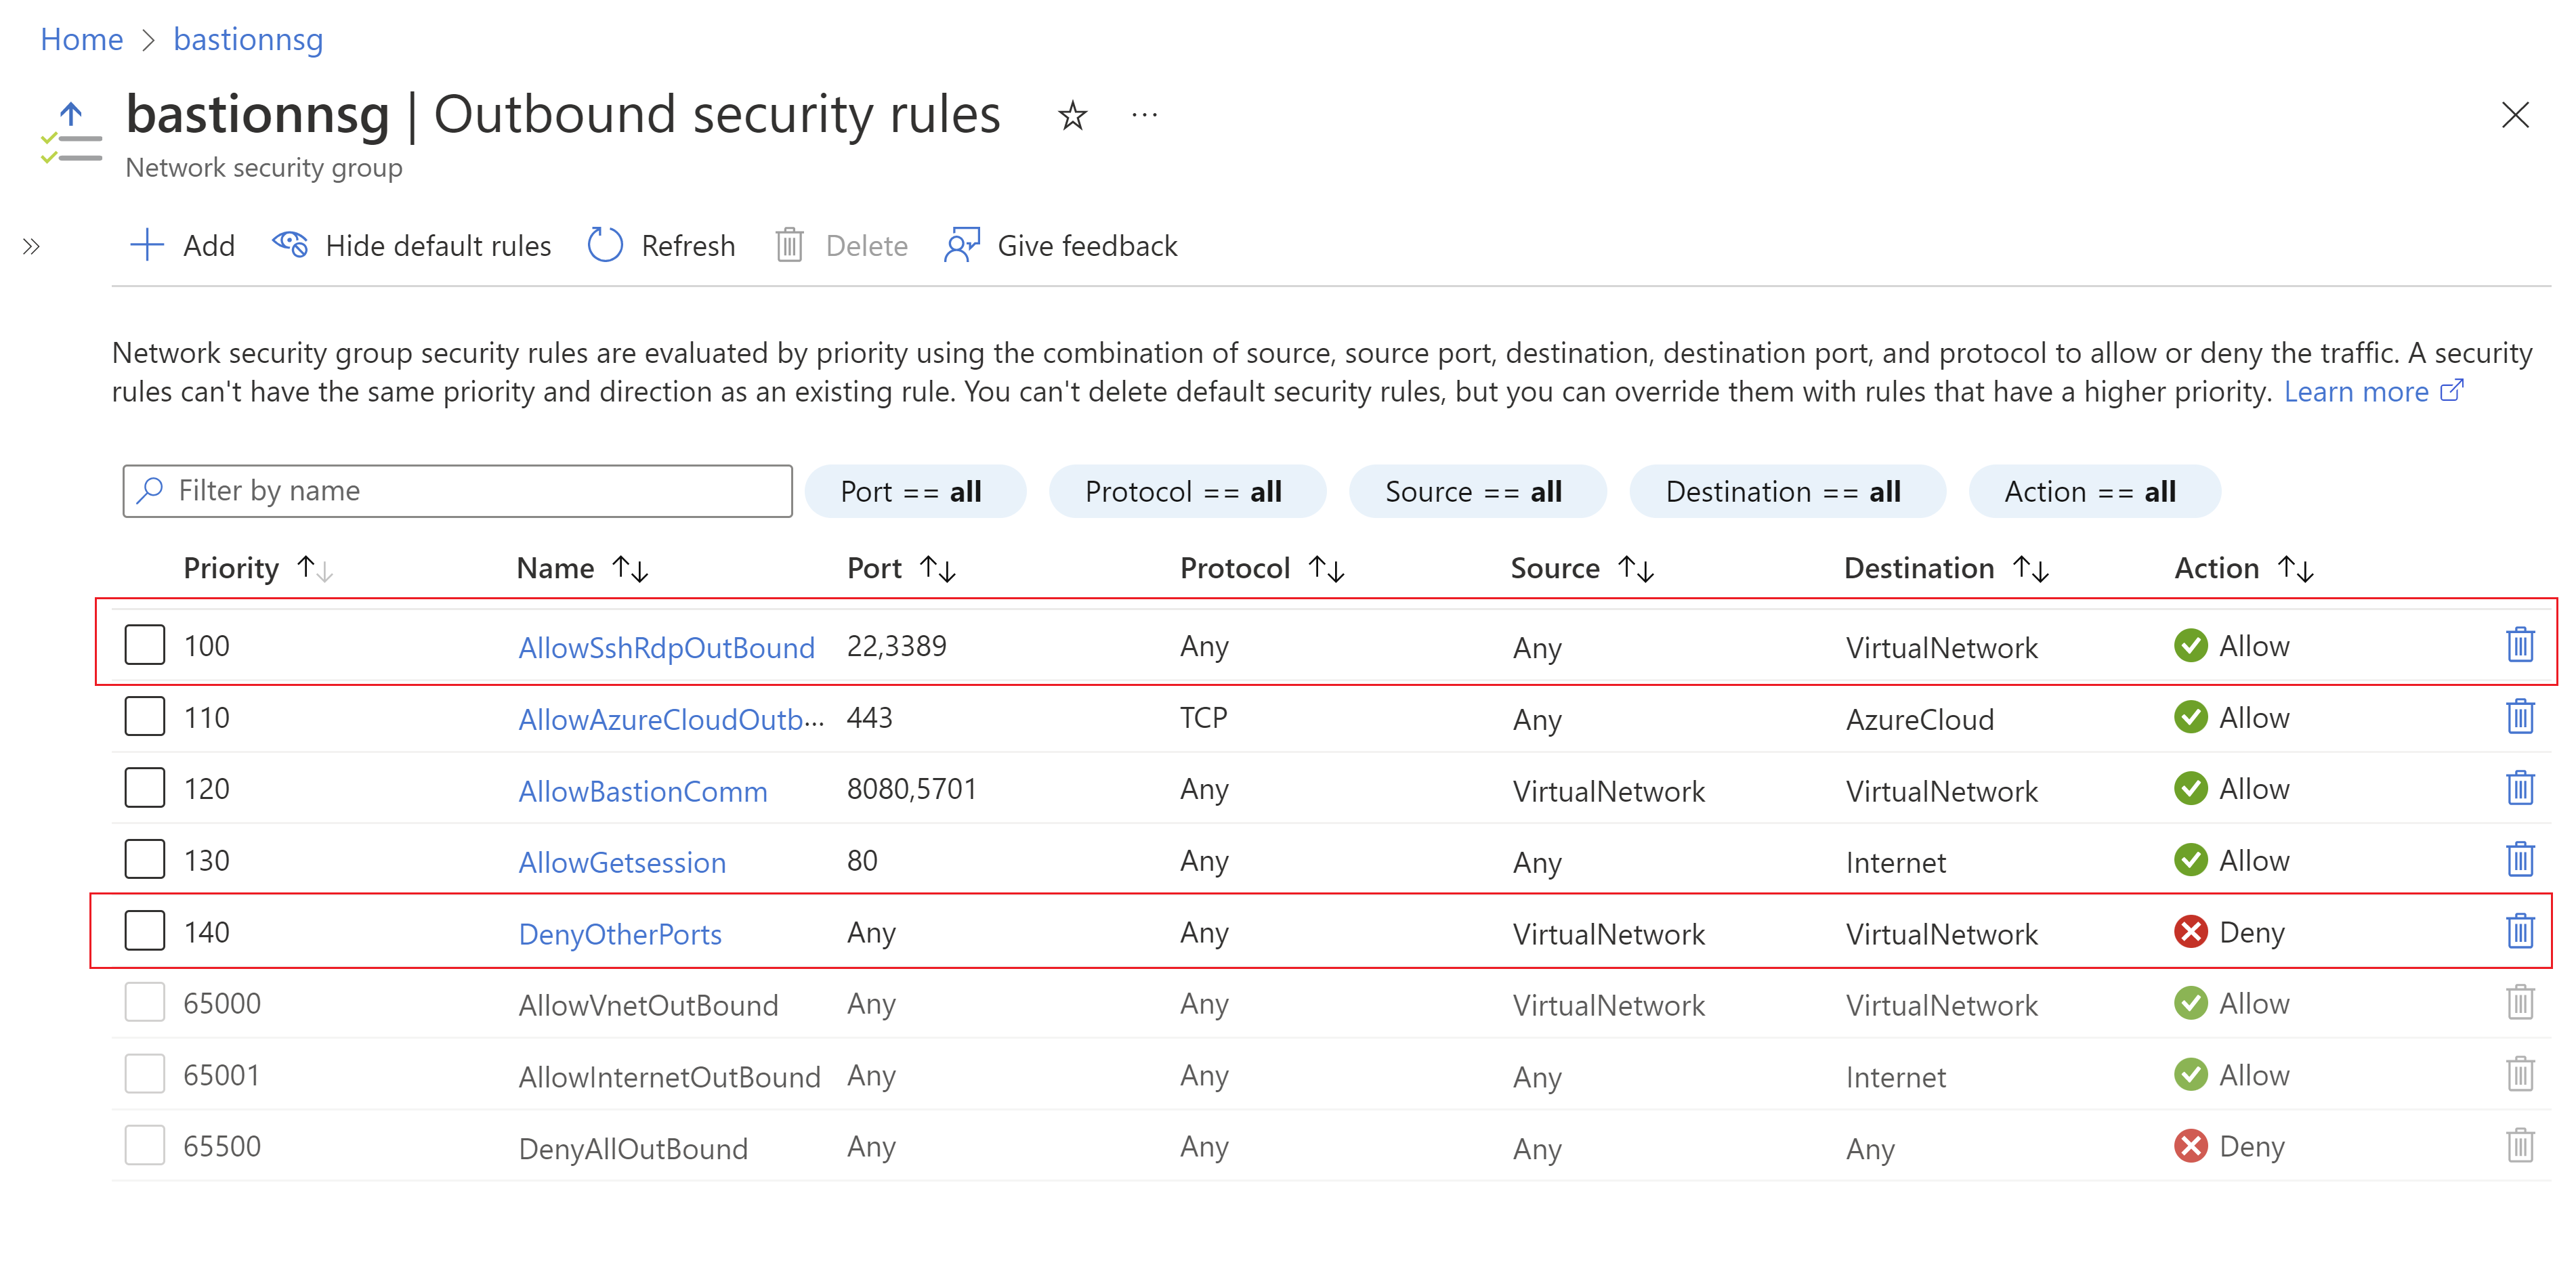 Home > bastionnsg
bastionnsg | Outbound security rules ☆ ...
Network security group
» Add Hide default rules Refresh Delete Give feedback
Network security group security rules are evaluated by priority using the combination of source, source port, destination, destination port, and protocol to allow or deny the traffic. A security
rules can't have the same priority and direction as an existing rule. You can't delete default security rules, but you can override them with rules that have a higher priority. Learn more
Filter by name Port == all Protocol == all Source == all Destination == all Action == all
Priority ↑↓ Name ↑↓ Port ↑↓ Protocol ↑↓ Source ↑↓ Destination ↑↓ Action ↑↓
100 AllowSshRdpOutBound 22,3389 Any Any VirtualNetwork Allow
110 AllowAzureCloudOutb... 443 TCP Any AzureCloud Allow
120 AllowBastionComm 8080,5701 Any VirtualNetwork VirtualNetwork Allow
130 AllowGetsession 80 Any Any Internet Allow
140 DenyOtherPorts Any Any VirtualNetwork VirtualNetwork Deny
65000 AllowVnetOutBound Any Any VirtualNetwork VirtualNetwork Allow
65001 AllowInternetOutBound Any Any Any Internet Allow
65500 DenyAllOutBound Any Any Any Any Deny